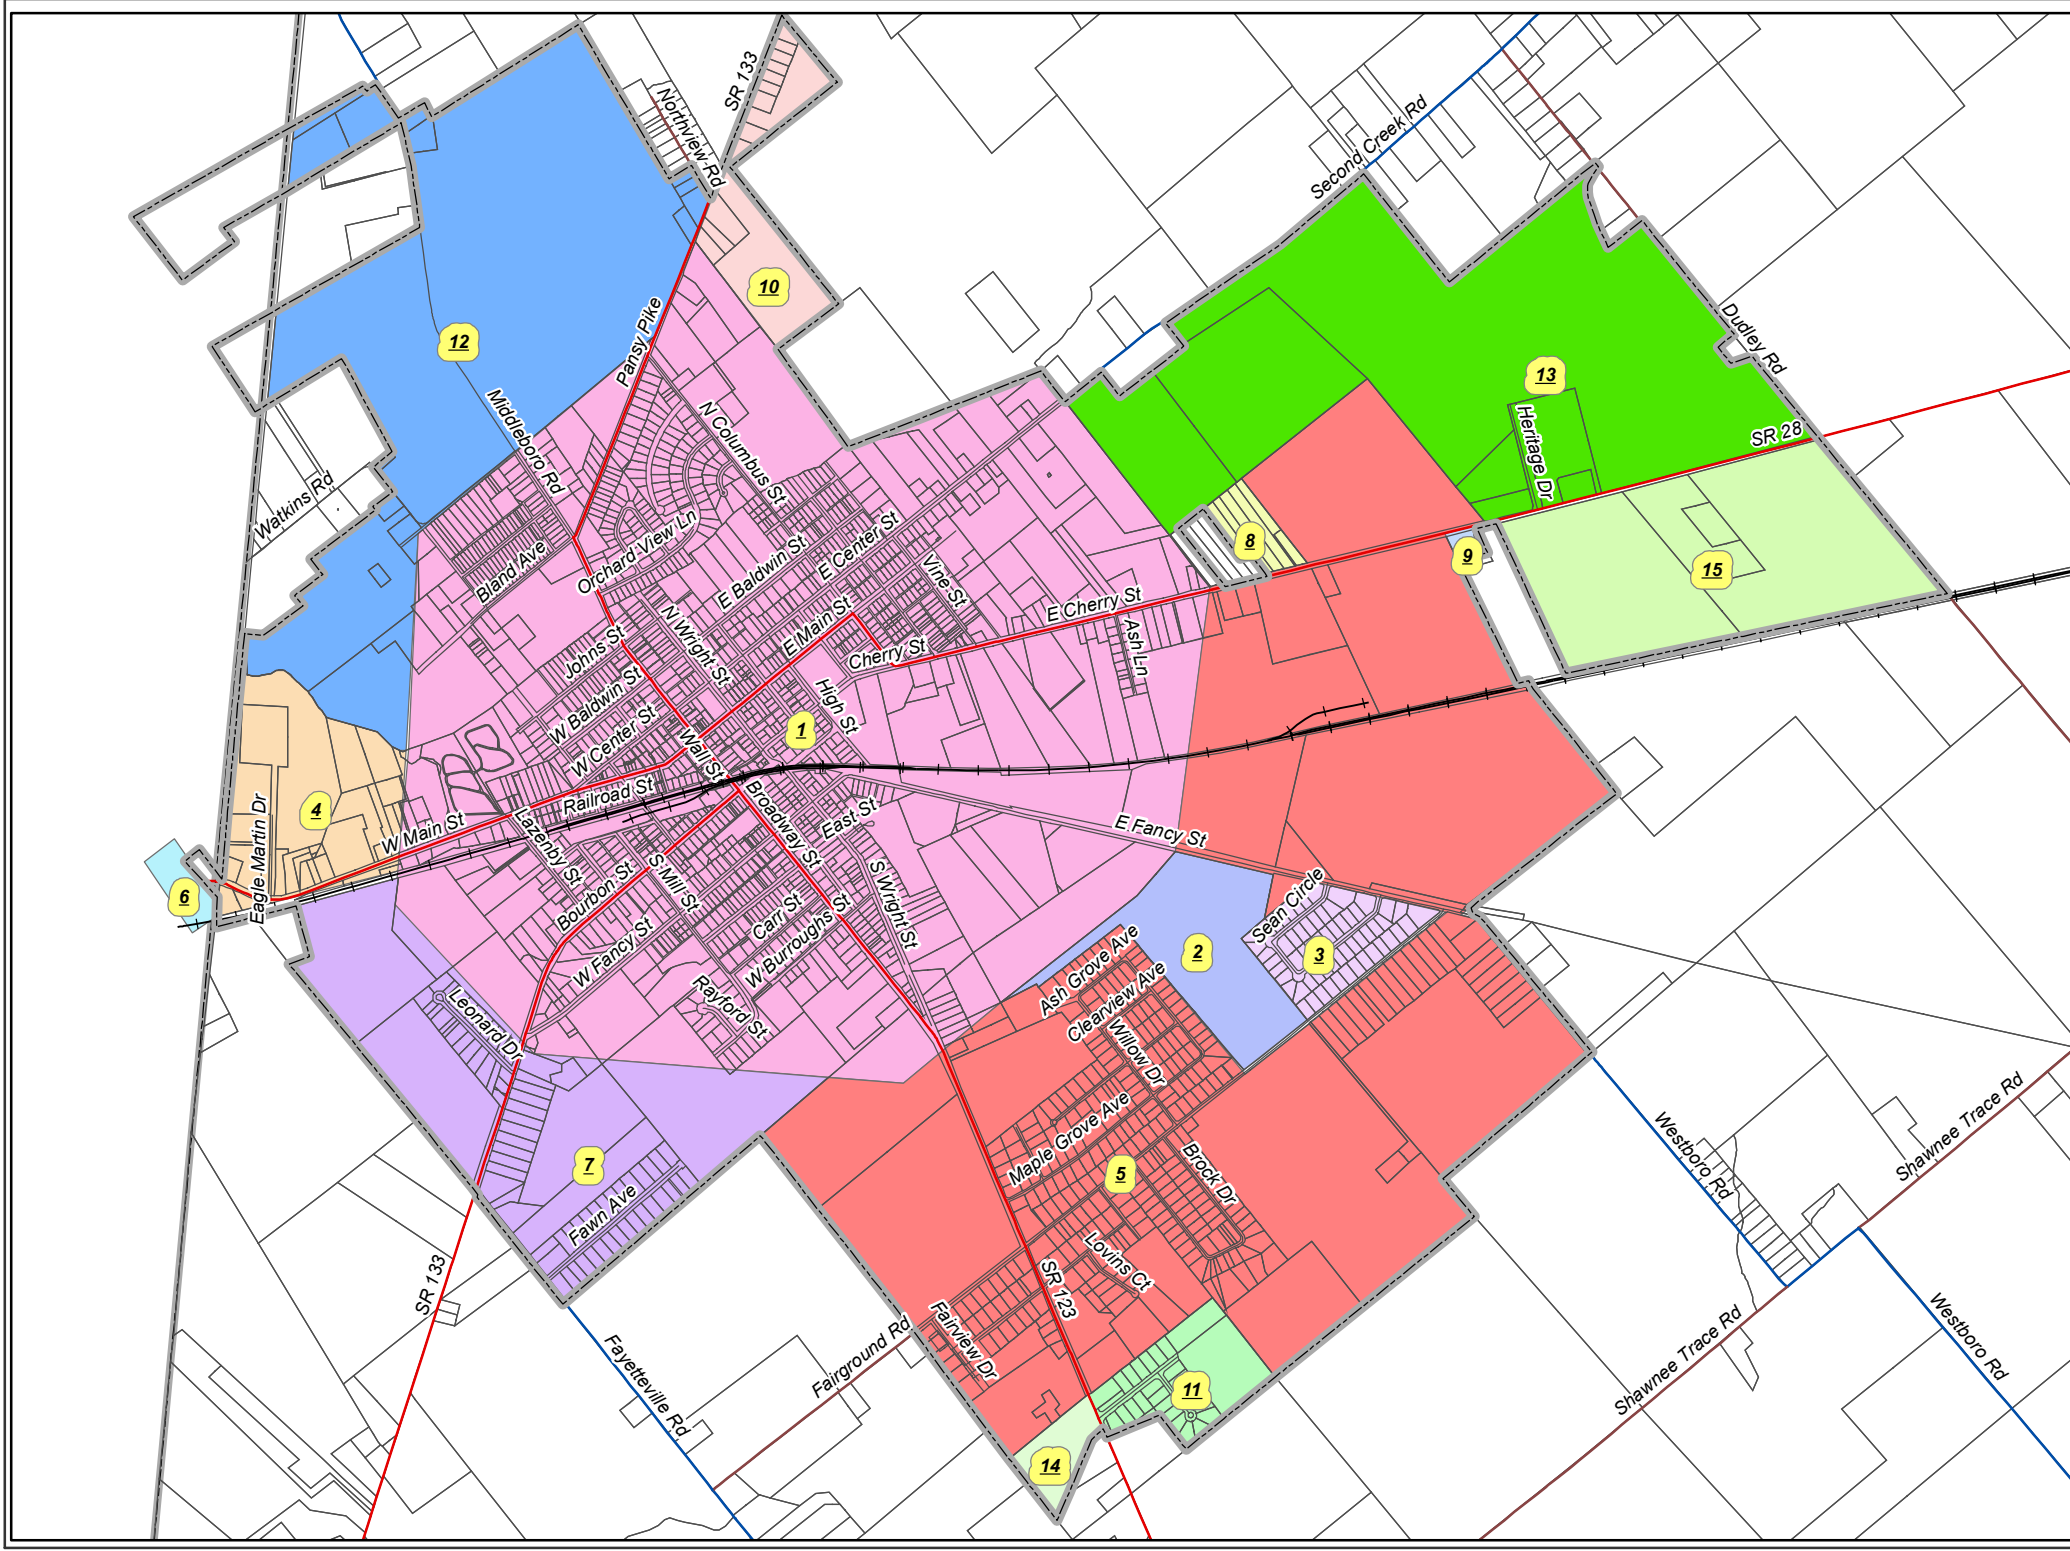 SR 133
Northview Rd
Second Creek Rd
10
12
Pansy Pike
Dudley Rd
13
Middleboro Rd
N Columbus St
Heritage Dr
SR 28
Watkins Rd
Orchard View Ln
Bland Ave
E Baldwin St
E Center St
Vine St
8
9
15
N Wright St
E Main St
E Cherry St
Johns St
Cherry St
Ash Ln
W Baldwin St
W Center St
High St
1
Wall St
4
Eagle Martin Dr
W Main St
Railroad St
Lazenby St
Broadway St
East St
E Fancy St
6
Bourbon St
S Mill St
S Wright St
Carr St
W Burroughs St
W Fancy St
Sean Circle
3
2
Ash Grove Ave
Clearview Ave
Willow Dr
Rayford St
Leonard Dr
7
Fawn Ave
Maple Grove Ave
5
Brock Dr
Westboro Rd
Shawnee Trace Rd
SR 133
Lovins Ct
SR 123
Fairview Dr
Fairground Rd
Fayetteville Rd
11
14
Shawnee Trace Rd
Westboro Rd